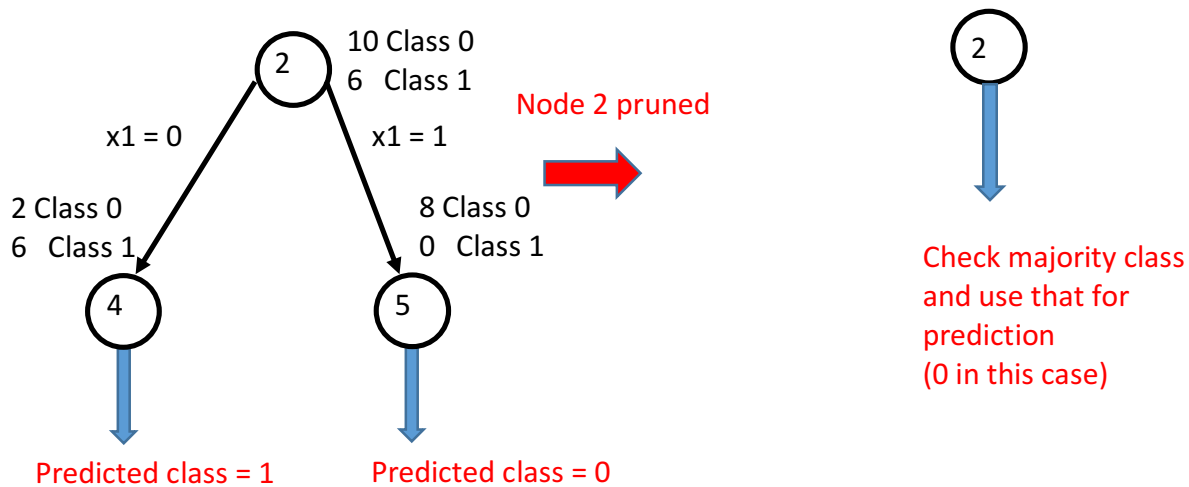 2
10 Class 0
6 Class 1
x1 = 0
x1 = 1
2 Class 0
6 Class 1
8 Class 0
0 Class 1
4
5
Predicted class = 1
Predicted class = 0
Node 2 pruned
2
Check majority class
and use that for
prediction
(0 in this case)